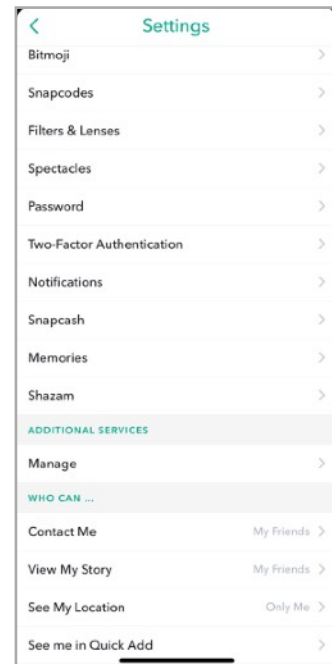 Settings
Bitmoji
Snapcodes
Filters & Lenses
Spectacles
Password
Two-Factor Authentication
Notifications
Snapcash
Memories
Shazam
ADDITIONAL SERVICES
Manage
WHO CAN ...
Contact Me My Friends
View My Story My Friends
See My Location Only Me
See me in Quick Add